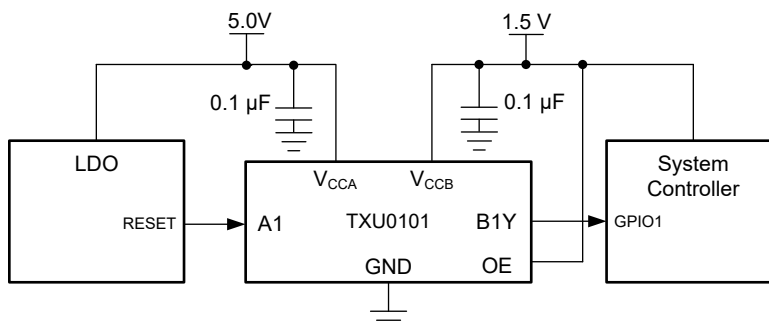 5.0V
1.5 V
0.1 µF
0.1 µF
LDO
RESET
VCCA
VCCB
A1
TXU0101
B1Y
GND
OE
System
Controller
GPIO1